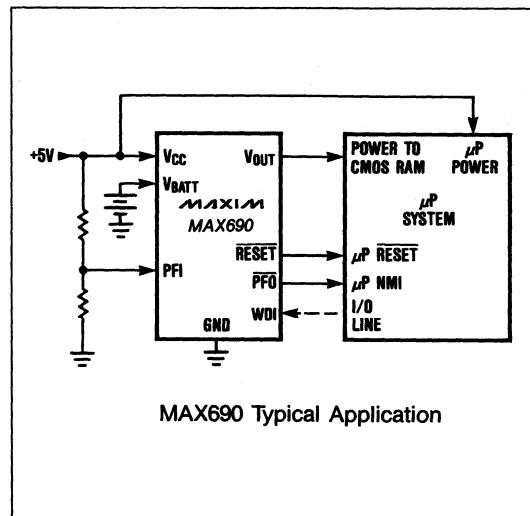 +5V
VCC
VBATT
VOUT
MAXIM
MAX690
RESET
PFI
PFO
WDI
GND
POWER TO
CMOS RAM
µP
POWER
µP
SYSTEM
µP RESET
µP NMI
I/O
LINE
MAX690 Typical Application